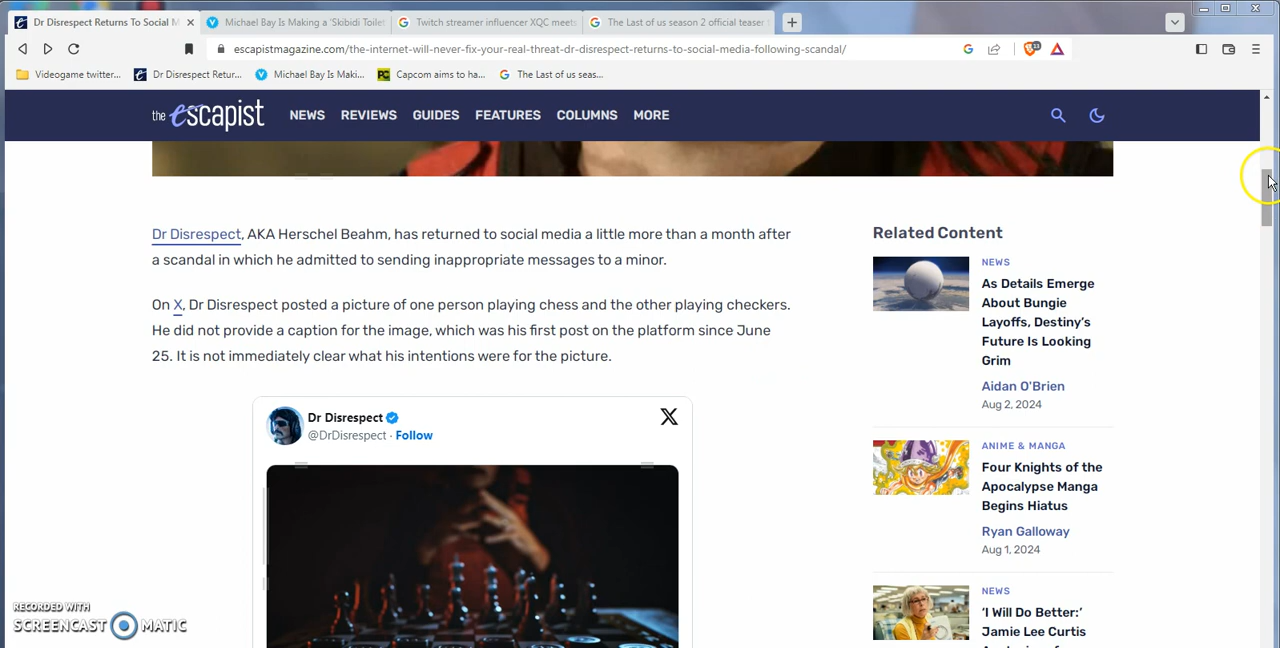 Dr Disrespect Returns To Social M
Michael Bay Is Making a 'Skibidi Toilet
Twitch streamer influencer XQC meets
The Last of us season 2 official teaser t
escapistmagazine.com/the-internet-will-never-fix-your-real-threat-dr-disrespect-returns-to-social-media-following-scandal/
Videogame twitter...
Dr Disrespect Retur...
Michael Bay Is Maki...
PC
Capcom aims to ha...
The Last of us seas...
the escapist
NEWS
REVIEWS
GUIDES
FEATURES
COLUMNS
MORE
Dr Disrespect, AKA Herschel Beahm, has returned to social media a little more than a month after
a scandal in which he admitted to sending inappropriate messages to a minor.
On X, Dr Disrespect posted a picture of one person playing chess and the other playing checkers.
He did not provide a caption for the image, which was his first post on the platform since June
25. It is not immediately clear what his intentions were for the picture.
Dr Disrespect
@DrDisrespect · Follow
Related Content
NEWS
As Details Emerge
About Bungie
Layoffs, Destiny's
Future Is Looking
Grim
Aidan O'Brien
Aug 2, 2024
ANIME & MANGA
Four Knights of the
Apocalypse Manga
Begins Hiatus
Ryan Galloway
Aug 1, 2024
NEWS
'I Will Do Better:'
Jamie Lee Curtis
RECORDED WITH
SCREENCAST MATIC